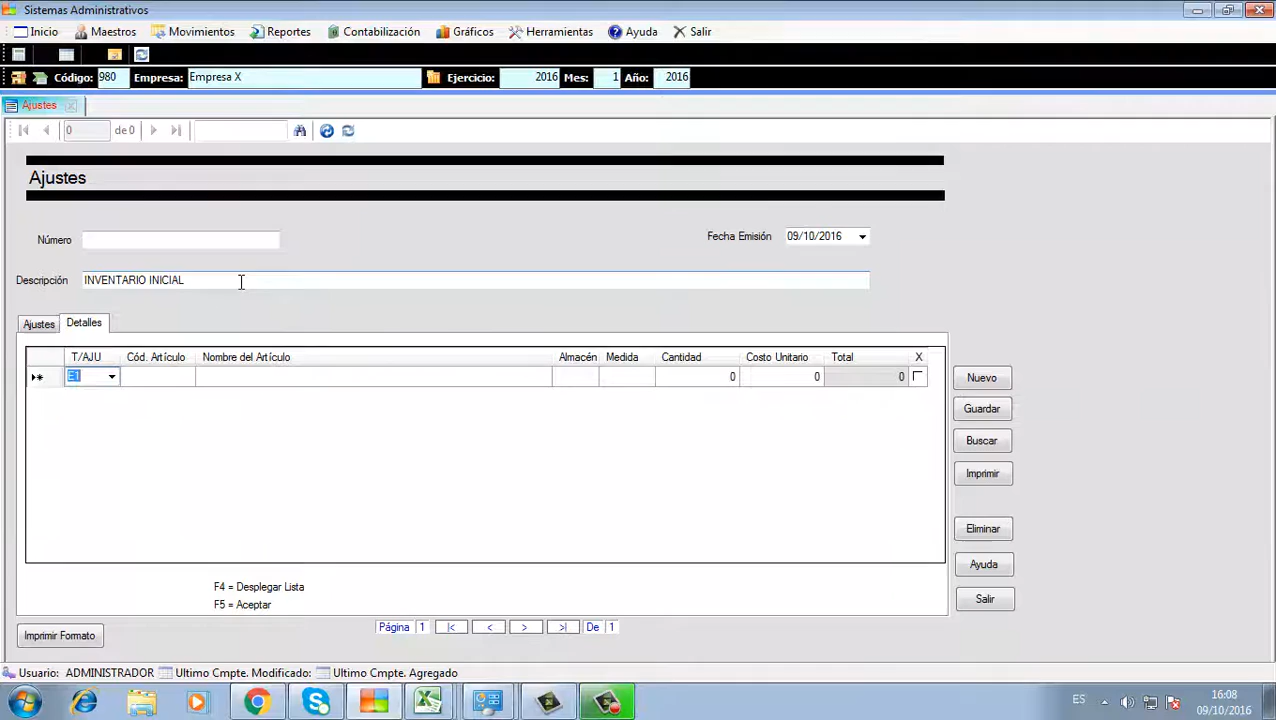 Sistemas Administrativos
Inicio Maestros Movimientos Reportes Contabilización Gráficos Herramientas Ayuda Salir
Código: 980 Empresa: Empresa X Ejercicio: 2016 Mes: 1 Año: 2016
Ajustes X
0 de 0
Ajustes
Número Fecha Emisión 09/10/2016
Descripción INVENTARIO INICIAL
Ajustes Detalles
T/AJU Cód. Artículo Nombre del Artículo Almacén Medida Cantidad Costo Unitario Total X
E1 0 0 0
Nuevo
Guardar
Buscar
Imprimir
Eliminar
Ayuda
Salir
F4 = Desplegar Lista
F5 = Aceptar
Página 1 |< < > >| De 1
Imprimir Formato
Usuario: ADMINISTRADOR Ultimo Cmpte. Modificado: Ultimo Cmpte. Agregado
ES 16:08
09/10/2016